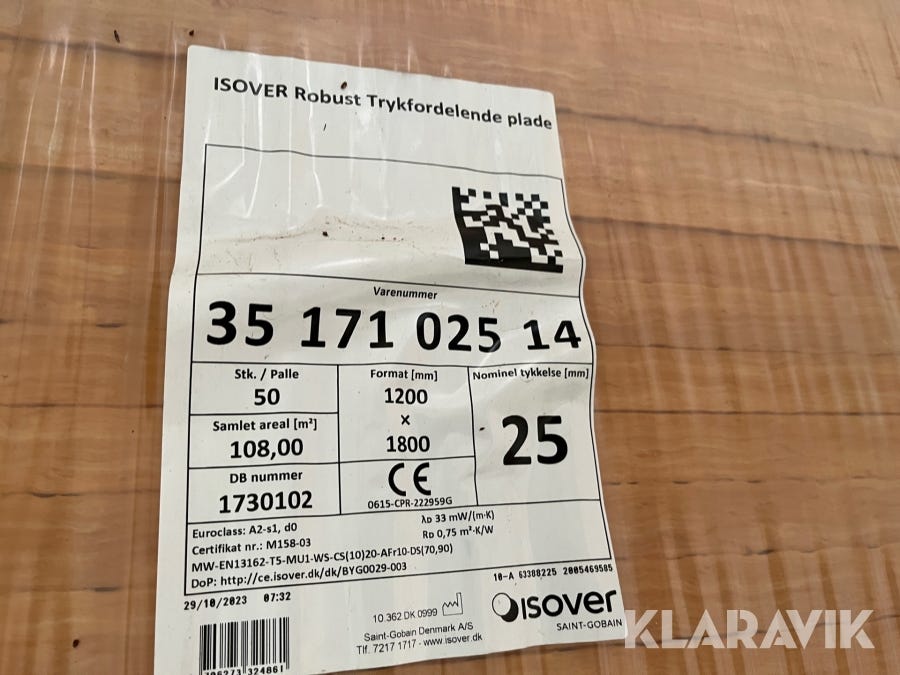 ISOVER Robust Trykfordelende plade
Varenummer
35 171 025 14
Stk. / Palle
50
Samlet areal [m²]
108,00
DB nummer
1730102
Format [mm]
1200
x
1800
CE
0615-CPR-222959G
Nominel tykkelse [mm]
25
Euroclass: A2-s1, d0
Certifikat nr.: M158-03
λD 33 mW/(m·K)
RD 0,75 m²·K/W
MW-EN13162-T5-MU1-WS-CS(10)20-AFr10-DS(70,90)
DoP: http://ce.isover.dk/dk/BYG0029-003
29/10/2023 07:32
10-A 63388225 2005469585
10.362 DK 0999
Saint-Gobain Denmark A/S
Tlf. 7217 1717 - www.isover.dk
isover
SAINT-GOBAIN
KLARAVIK